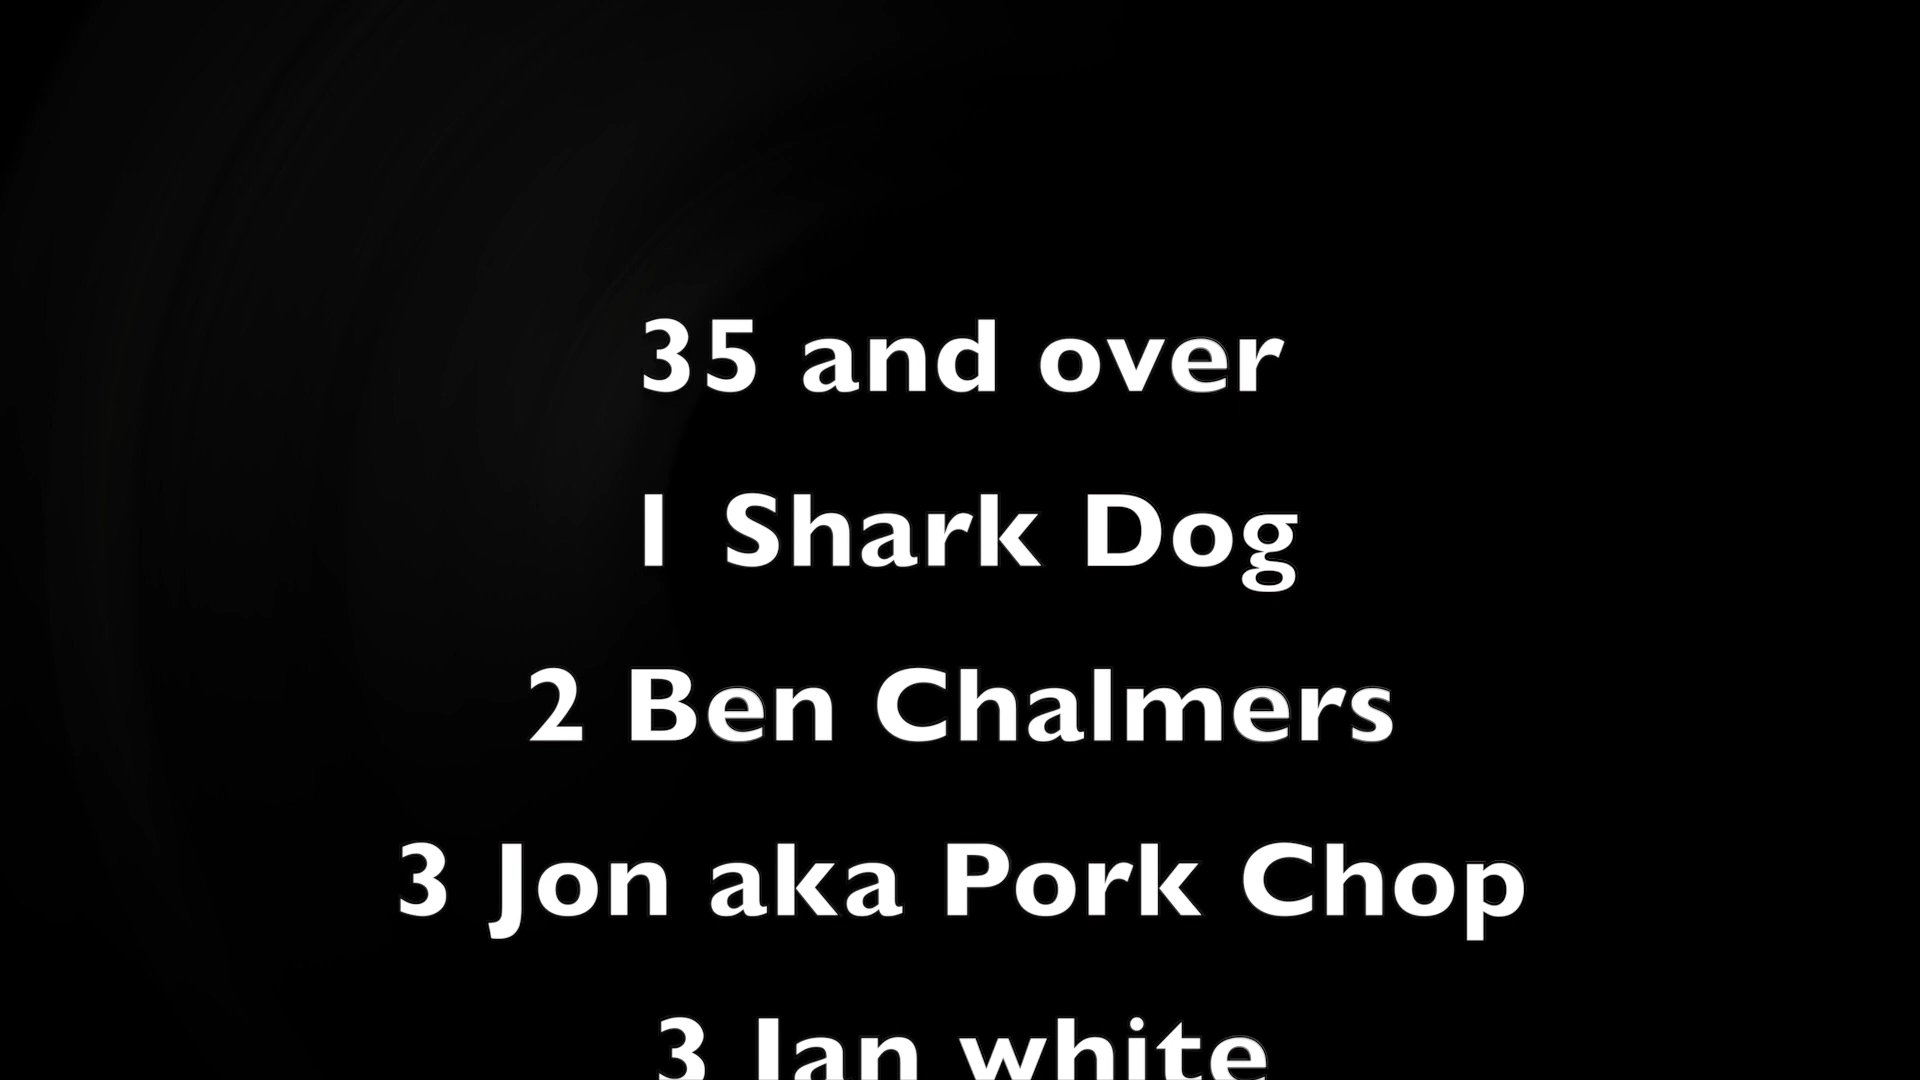 35 and over
1 Shark Dog
2 Ben Chalmers
3 Jon aka Pork Chop
3 Ian white